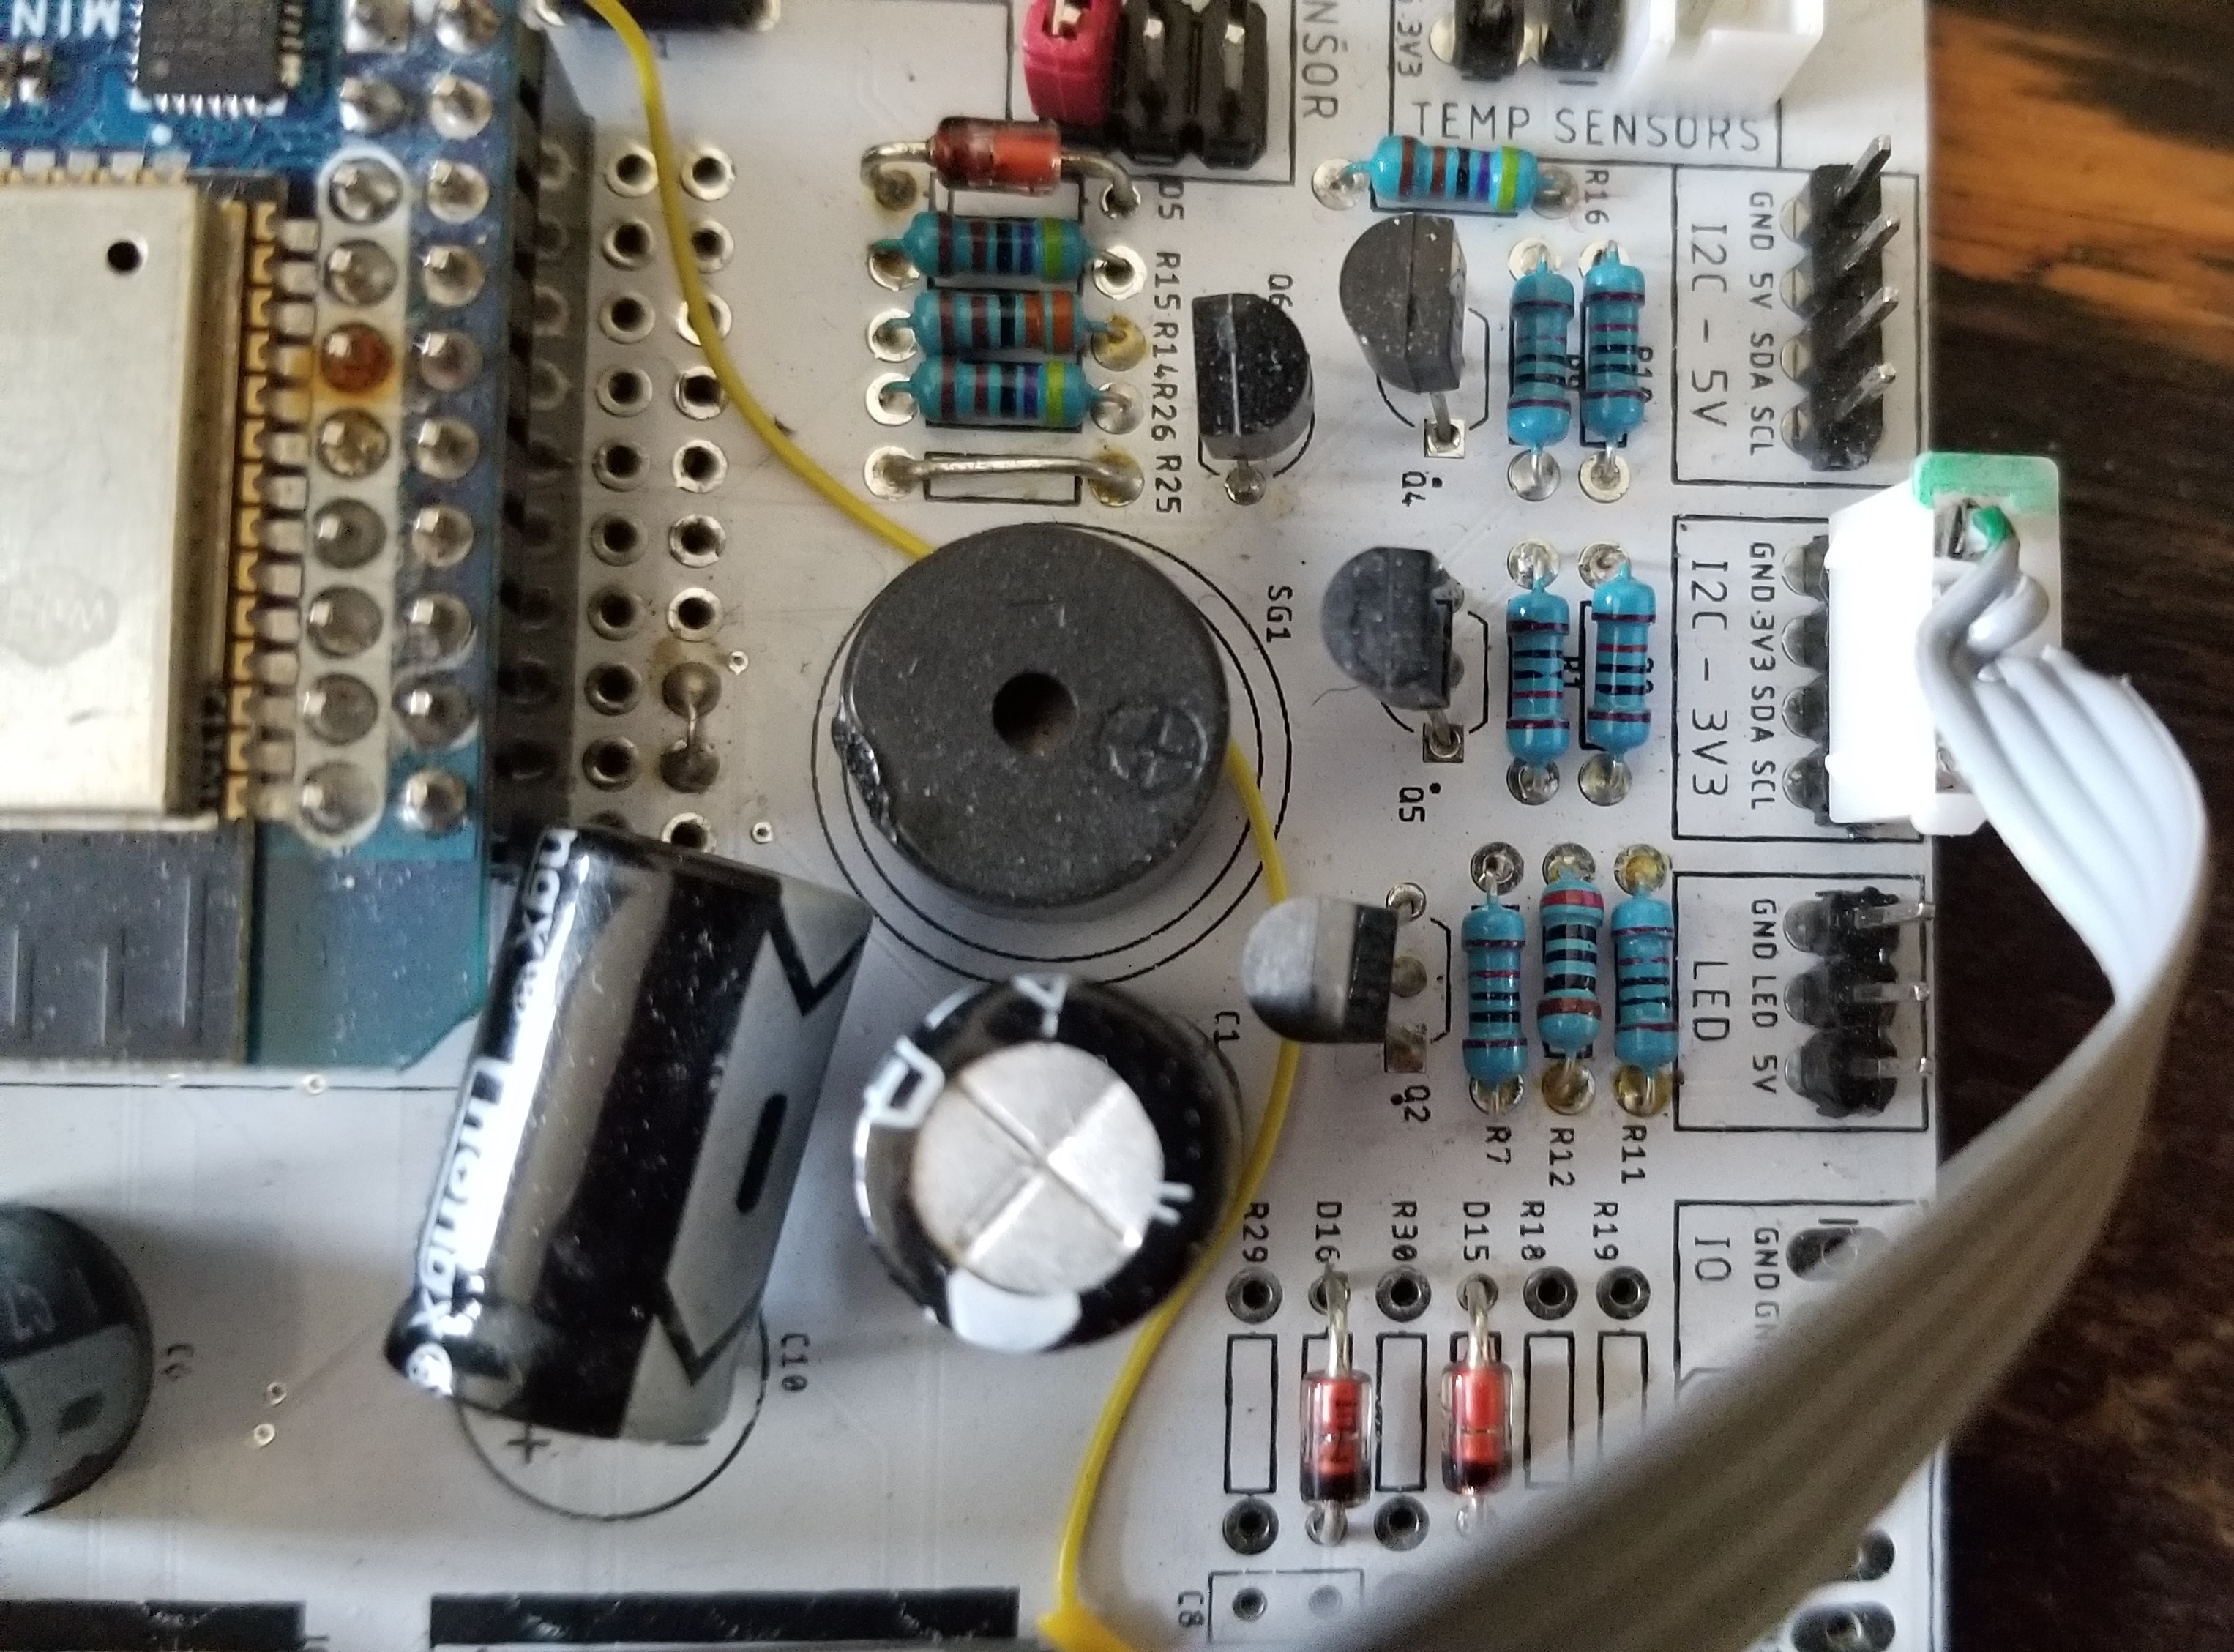 MIN
NSOR
3V3
TEMP SENSORS
D5
R15
R14
R26
R25
Q6
R16
Q4
I2C - 5V
GND 5V SDA SCL
SG1
Q5
I2C - 3V3
GND 3V3 SDA SCL
C1
Q2
R7
R12
R11
LED
GND LED 5V
C10
+
R29
D16
R30
D15
R18
R19
IO
GND
C8